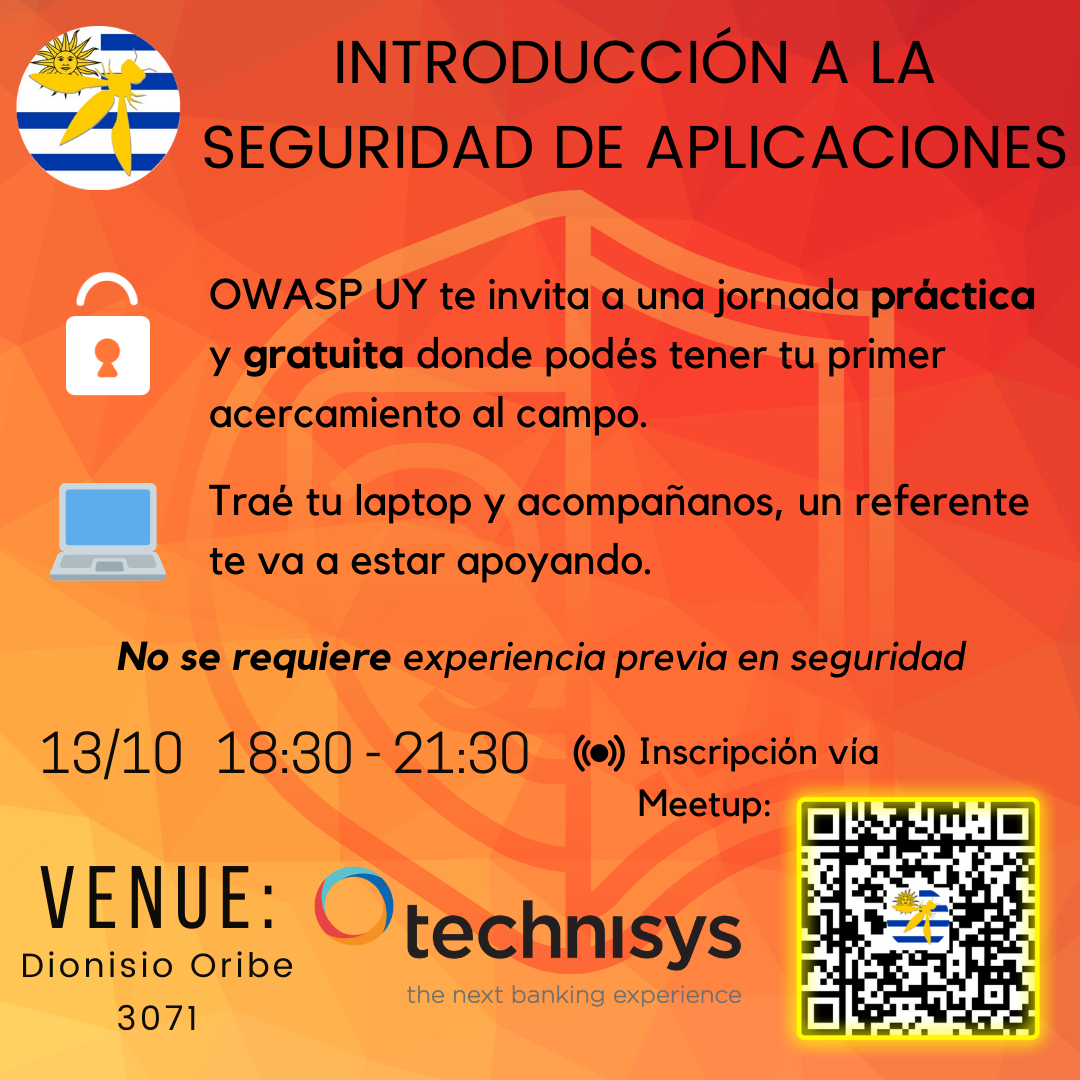 INTRODUCCIÓN A LA
SEGURIDAD DE APLICACIONES
OWASP UY te invita a una jornada práctica
y gratuita donde podés tener tu primer
acercamiento al campo.
Traé tu laptop y acompañanos, un referente
te va a estar apoyando.
No se requiere experiencia previa en seguridad
13/10 18:30 - 21:30
Inscripción vía
Meetup:
VENUE:
Dionisio Oribe
3071
technisys
the next banking experience